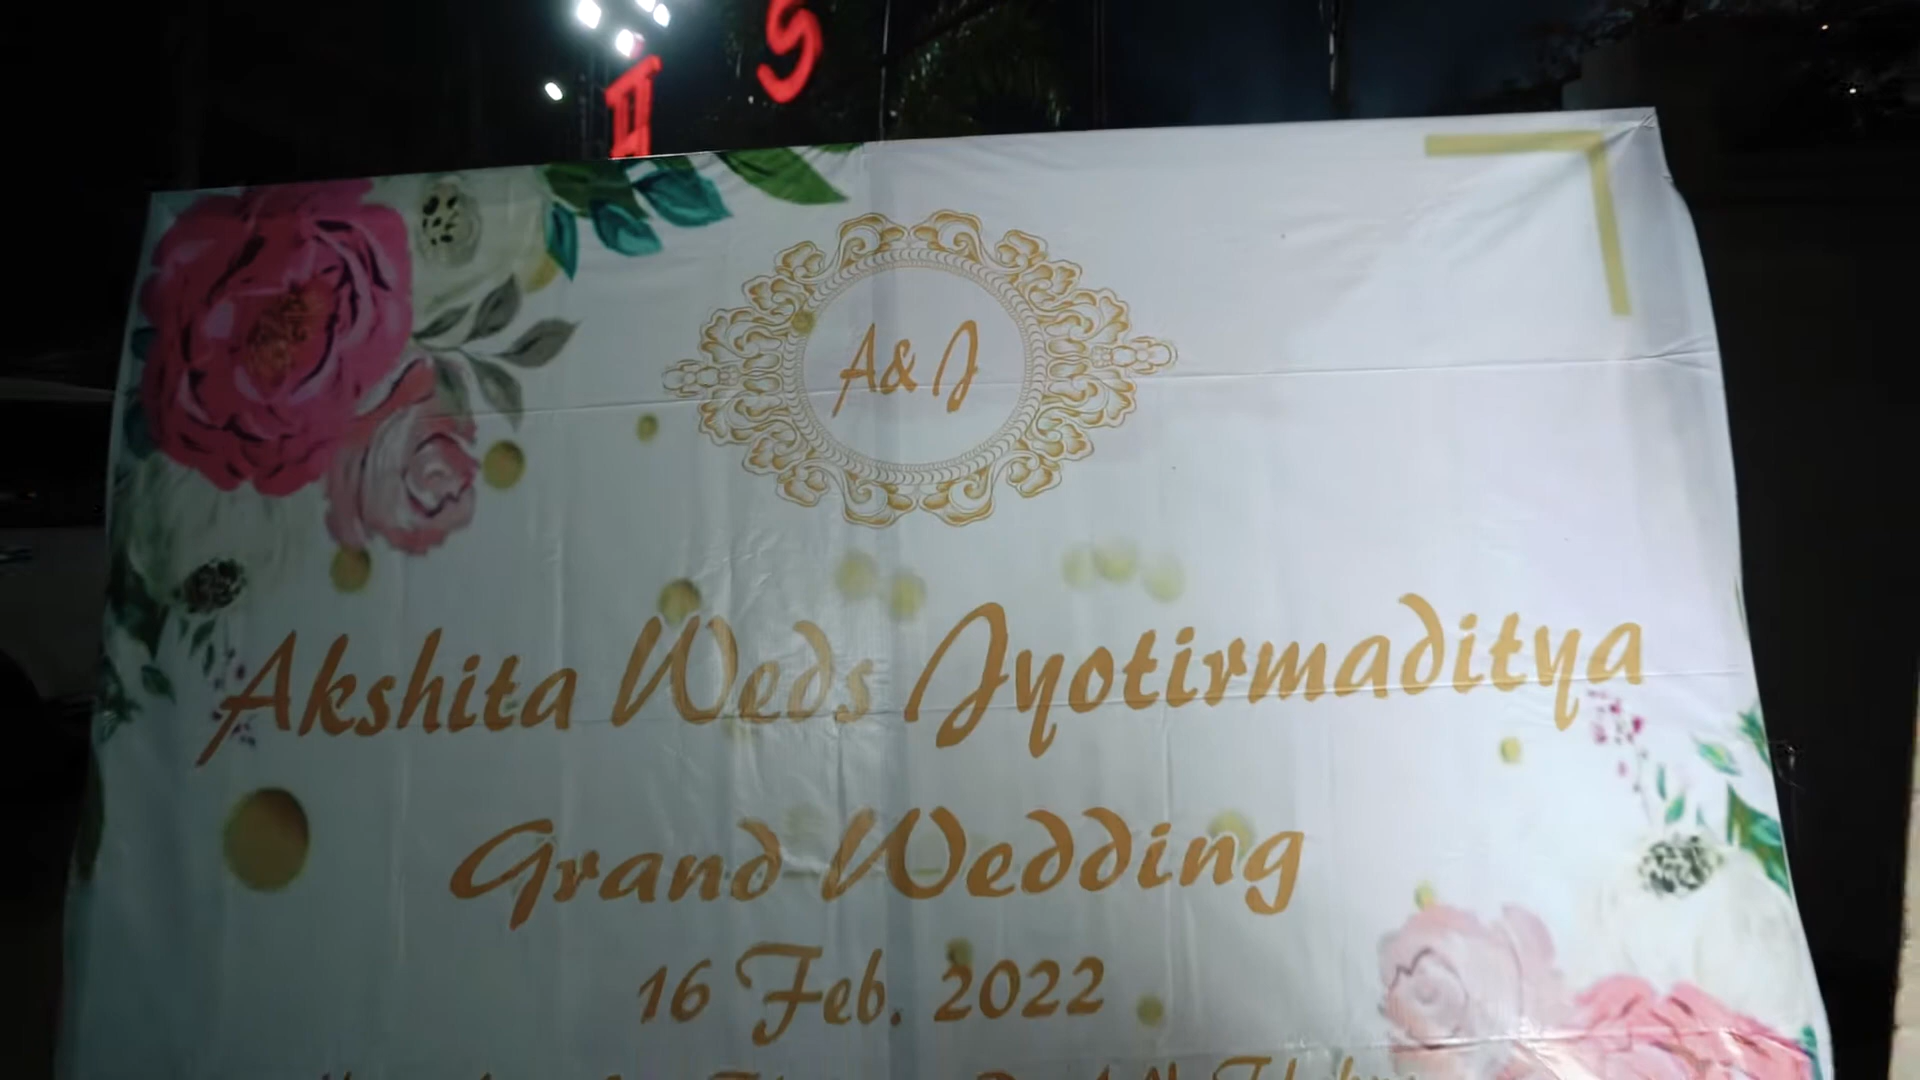 S
A & J
Akshita Weds Jyotirmaditya
Grand Wedding
16 Feb. 2022